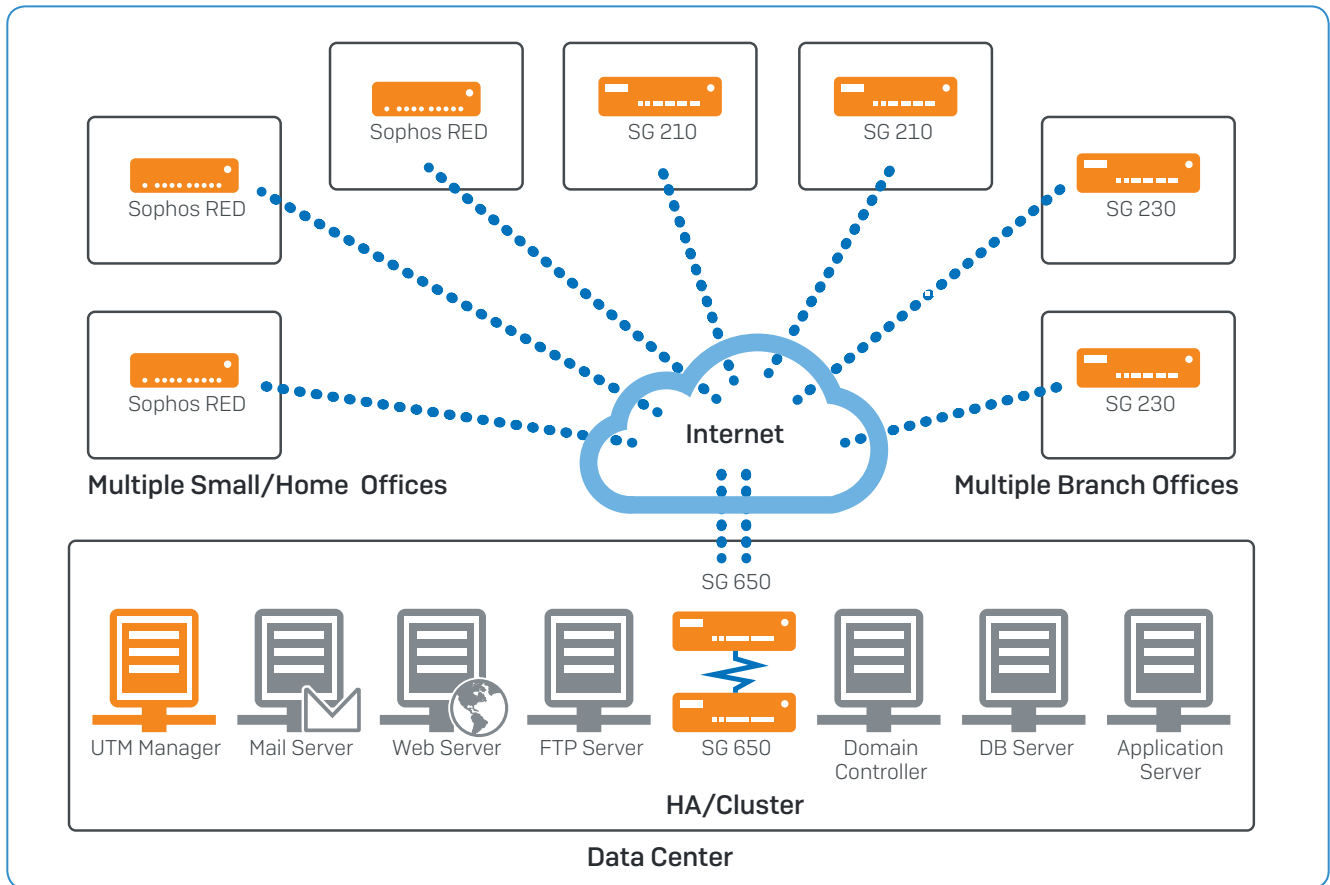 Sophos RED
SG 210
SG 210
Sophos RED
SG 230
Sophos RED
SG 230
Internet
Multiple Small/Home Offices
Multiple Branch Offices
SG 650
UTM Manager
Mail Server
Web Server
FTP Server
SG 650
Domain
Controller
DB Server
Application
Server
HA/Cluster
Data Center